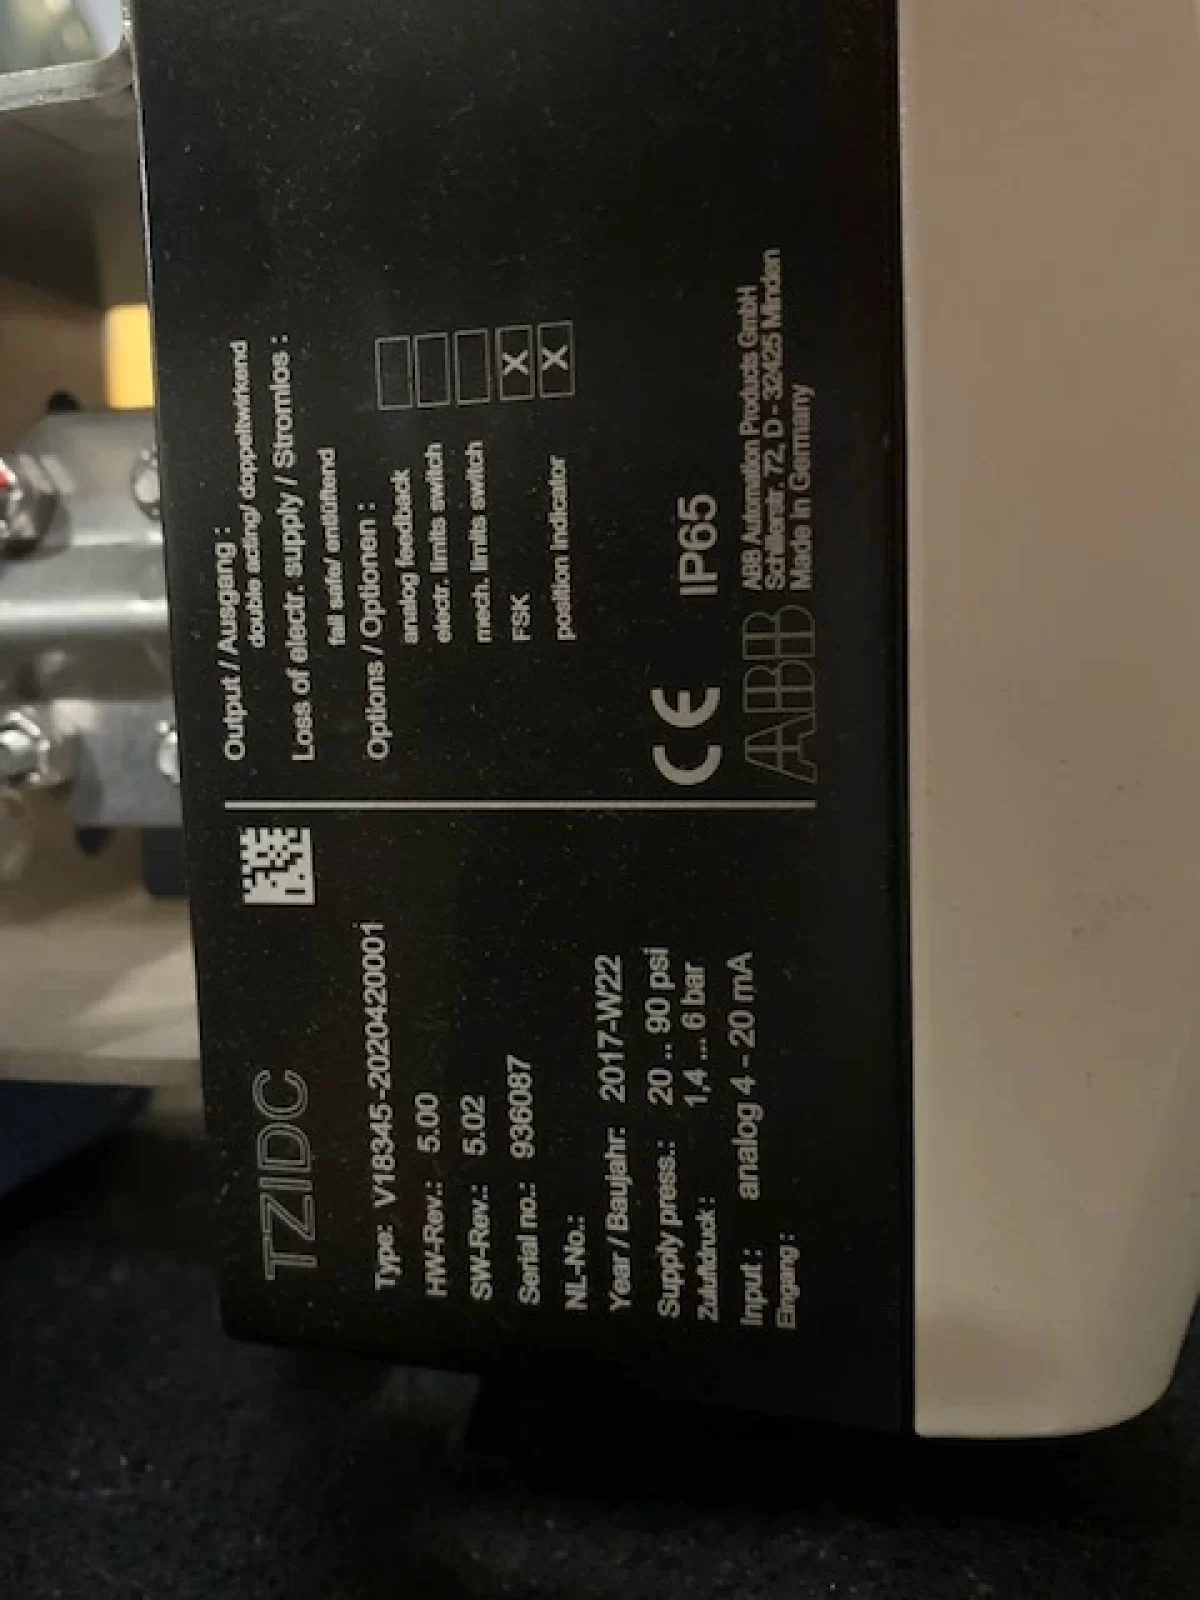 TZIDC
Type: V18345-2020420001
HW-Rev.: 5.00
SW-Rev.: 5.02
Serial no.: 936087
NL-No.:
Year / Baujahr: 2017-W22
Supply press.: 20 .. 90 psi
Zuluftdruck : 1,4 ... 6 bar
Input : analog 4 - 20 mA
Eingang :
Output / Ausgang :
double acting/ doppeltwirkend
Loss of electr. supply / Stromlos :
fail safe/ entlüftend
Options / Optionen :
analog feedback
electr. limits switch
mech. limits switch
FSK X
position indicator X
CE IP65
ABB
ABB Automation Products GmbH
Schillerstr. 72, D - 32425 Minden
Made in Germany